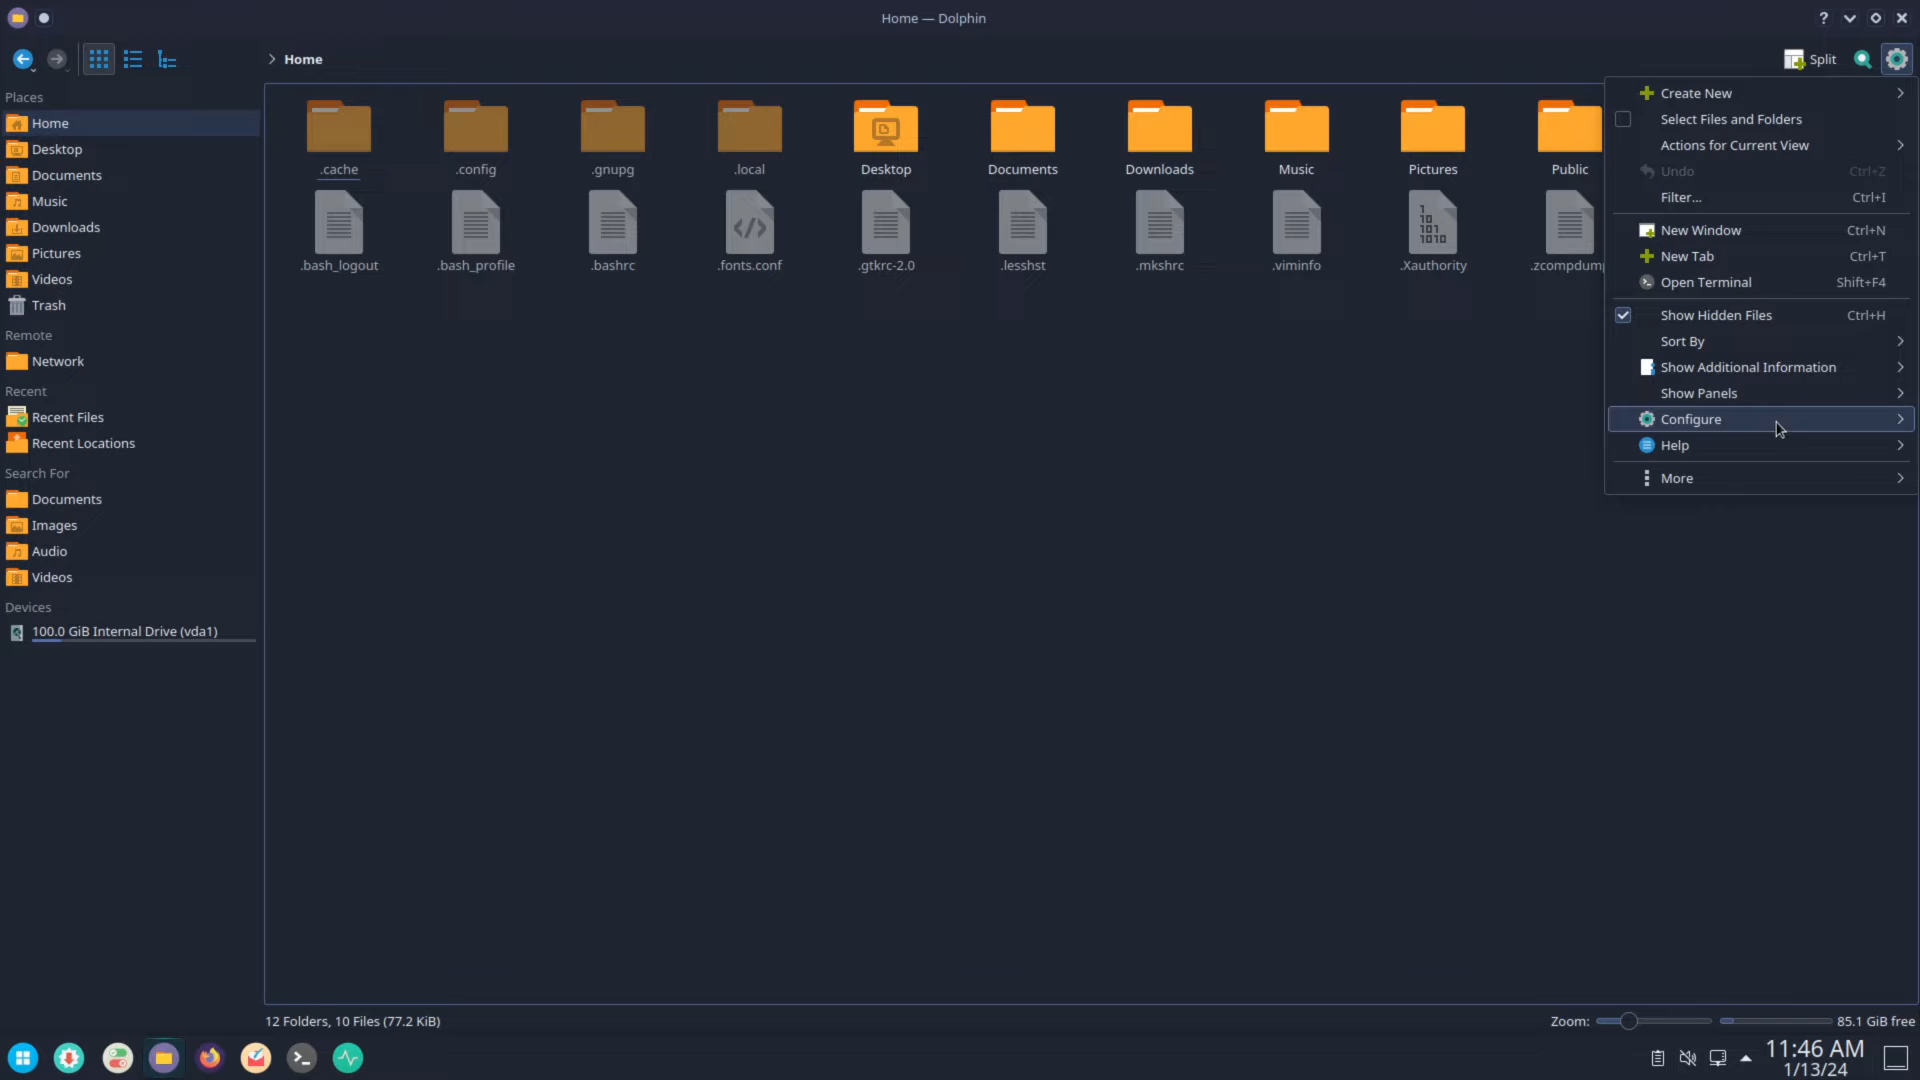 Home — Dolphin
Home
Split
Places
Home
Desktop
Documents
Music
Downloads
Pictures
Videos
Trash
Remote
Network
Recent
Recent Files
Recent Locations
Search For
Documents
Images
Audio
Videos
Devices
100.0 GiB Internal Drive (vda1)
.cache
.config
.gnupg
.local
Desktop
Documents
Downloads
Music
Pictures
Public
.bash_logout
.bash_profile
.bashrc
.fonts.conf
.gtkrc-2.0
.lesshst
.mkshrc
.viminfo
.Xauthority
.zcompdump
Create New
Select Files and Folders
Actions for Current View
Undo Ctrl+Z
Filter... Ctrl+I
New Window Ctrl+N
New Tab Ctrl+T
Open Terminal Shift+F4
Show Hidden Files Ctrl+H
Sort By
Show Additional Information
Show Panels
Configure
Help
More
12 Folders, 10 Files (77.2 KiB)
Zoom:
85.1 GiB free
11:46 AM
1/13/24